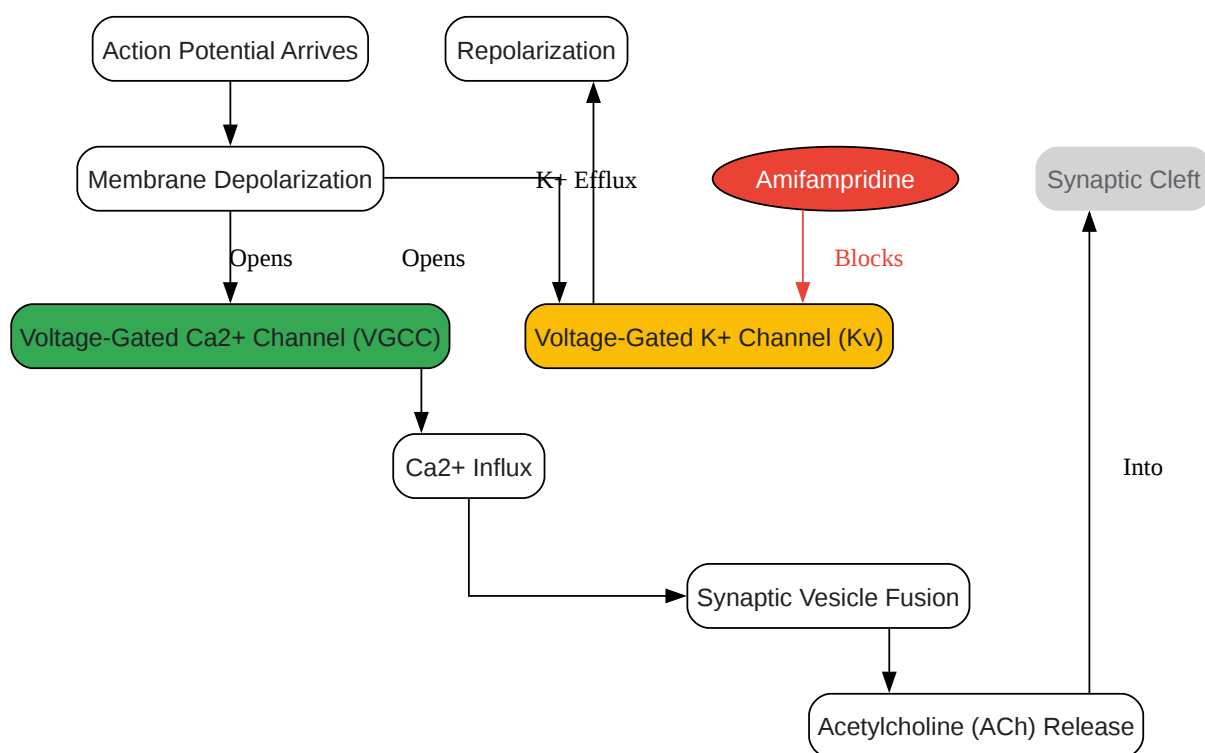 Action Potential Arrives
Repolarization
Membrane Depolarization
K+ Efflux
Amifampridine
Synaptic Cleft
Opens
Opens
Blocks
Voltage-Gated Ca2+ Channel (VGCC)
Voltage-Gated K+ Channel (Kv)
Ca2+ Influx
Into
Synaptic Vesicle Fusion
Acetylcholine (ACh) Release